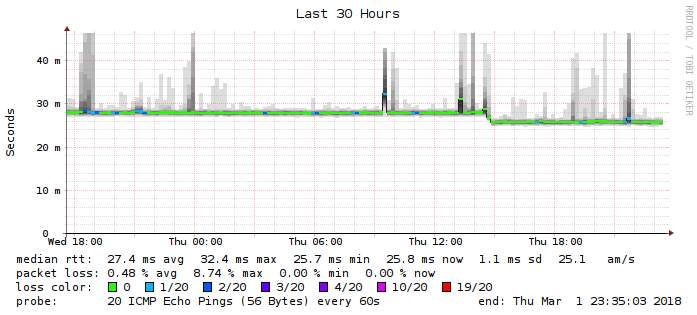 Last 30 Hours
RRDTOOL / TOBI OETIKER
Seconds
40 m
30 m
20 m
10 m
0
Wed 18:00 Thu 00:00 Thu 06:00 Thu 12:00 Thu 18:00
median rtt: 27.4 ms avg 32.4 ms max 25.7 ms min 25.8 ms now 1.1 ms sd 25.1 am/s
packet loss: 0.48 % avg 8.74 % max 0.00 % min 0.00 % now
loss color: 0 1/20 2/20 3/20 4/20 10/20 19/20
probe: 20 ICMP Echo Pings (56 Bytes) every 60s end: Thu Mar 1 23:35:03 2018